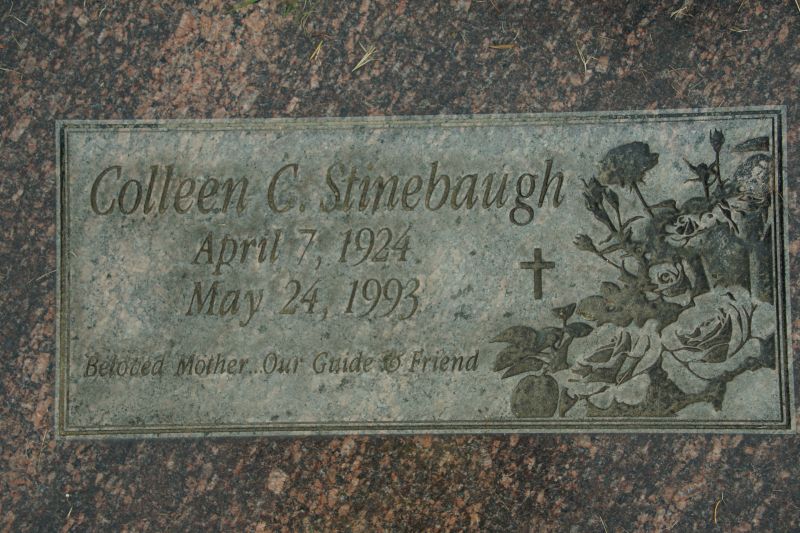 Colleen C. Stinebaugh
April 7, 1924
May 24, 1993
Beloved Mother...Our Guide & Friend